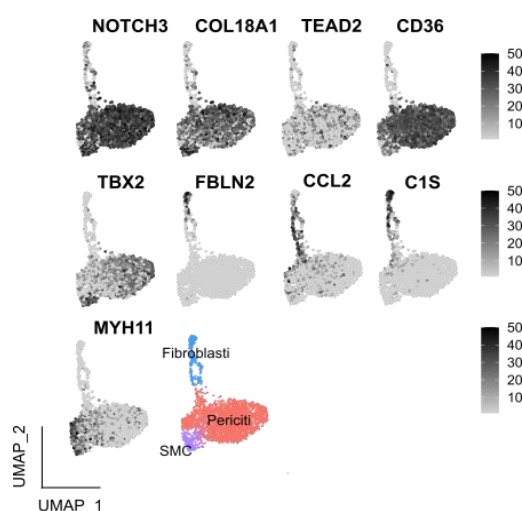 NOTCH3 COL18A1 TEAD2 CD36
50
40
30
20
10
TBX2 FBLN2 CCL2 C1S
50
40
30
20
10
MYH11
50
40
30
20
10
Fibroblasti
Periciti
SMC
UMAP_2
UMAP_1